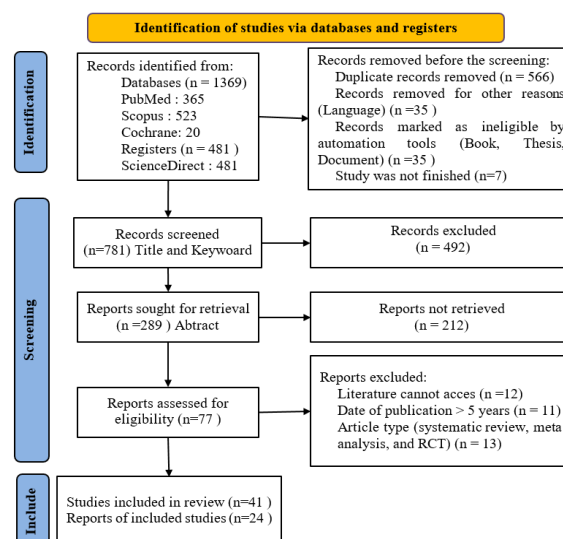 Identification of studies via databases and registers
Identification
Records identified from:
Databases (n = 1369)
PubMed : 365
Scopus : 523
Cochrane: 20
Registers (n = 481 )
ScienceDirect : 481
Records removed before the screening:
Duplicate records removed (n = 566)
Records removed for other reasons
(Language) (n =35 )
Records marked as ineligible by
automation tools (Book, Thesis,
Document) (n =35 )
Study was not finished (n=7)
Screening
Records screened
(n=781) Title and Keywoard
Records excluded
(n = 492)
Reports sought for retrieval
(n =289 ) Abtract
Reports not retrieved
(n = 212)
Reports assessed for
eligibility (n=77 )
Reports excluded:
Literature cannot acces (n =12)
Date of publication > 5 years (n = 11)
Article type (systematic review, meta
analysis, and RCT) (n = 13)
Include
Studies included in review (n=41 )
Reports of included studies (n=24 )